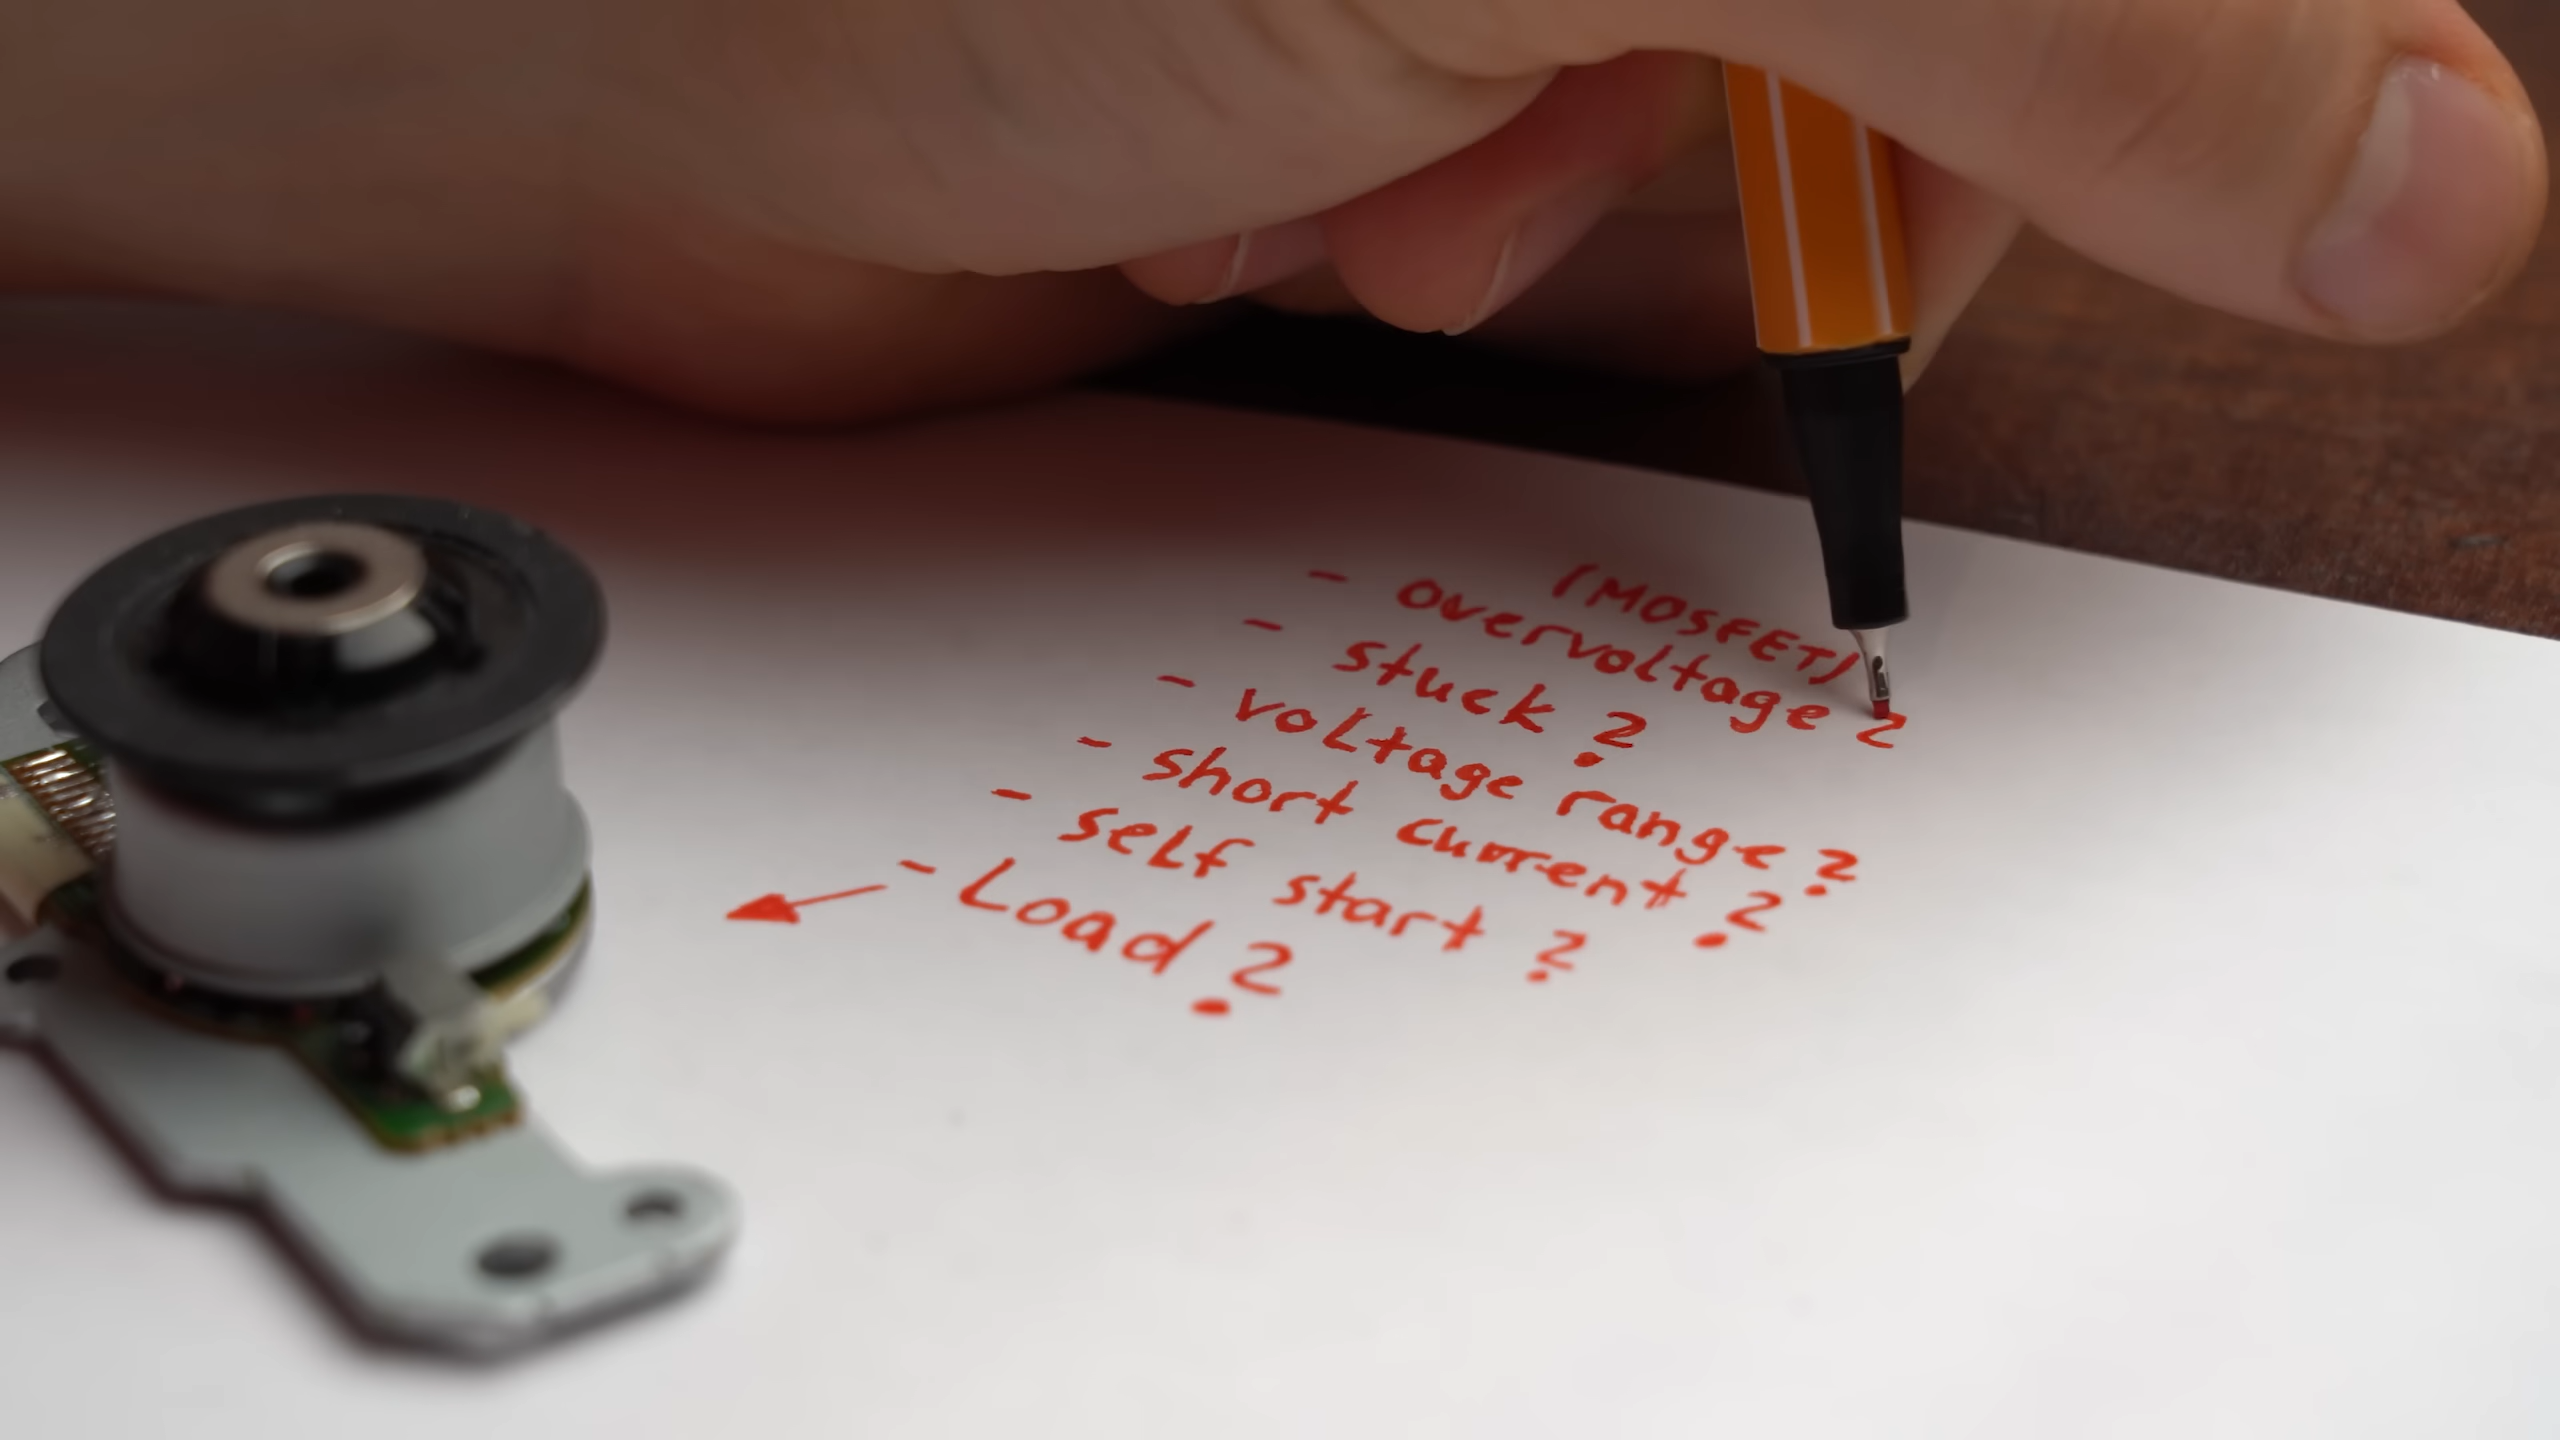 (MOSFET)
- overvoltage ?
- stuck ?
- voltage range ?
- short current ?
- self start ?
- Load ?